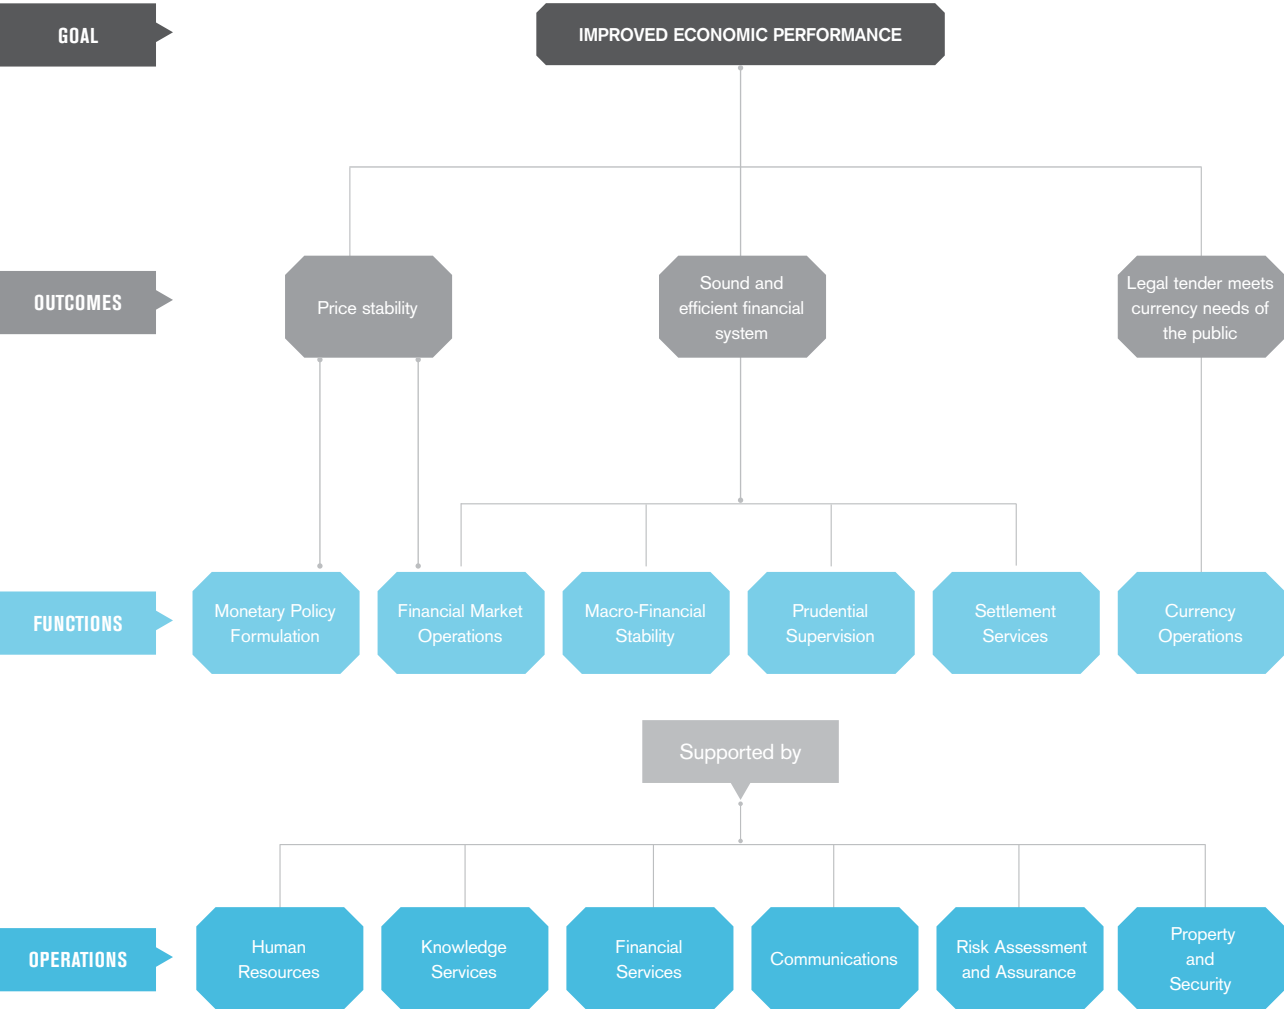 GOAL
IMPROVED ECONOMIC PERFORMANCE
OUTCOMES
Price stability
Sound and
efficient financial
system
Legal tender meets
currency needs of
the public
FUNCTIONS
Monetary Policy
Formulation
Financial Market
Operations
Macro-Financial
Stability
Prudential
Supervision
Settlement
Services
Currency
Operations
Supported by
OPERATIONS
Human
Resources
Knowledge
Services
Financial
Services
Communications
Risk Assessment
and Assurance
Property
and
Security